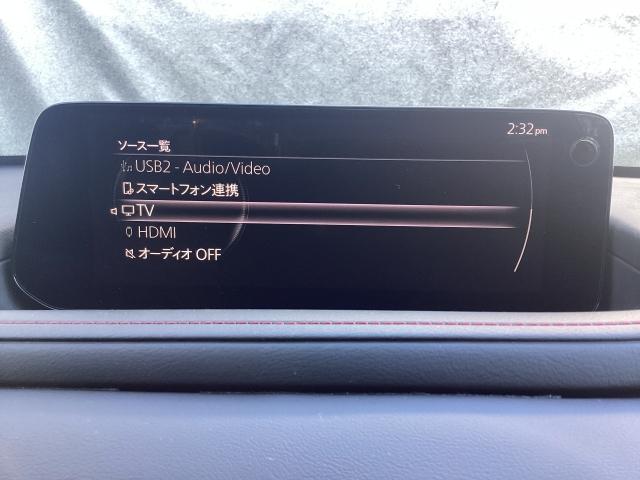 2:32pm
ソース一覧
USB2 - Audio/Video
スマートフォン連携
TV
HDMI
オーディオ OFF